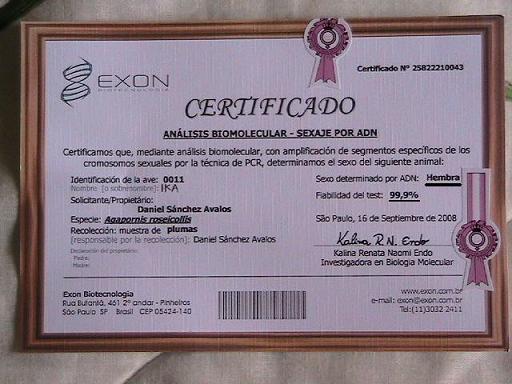 EXON
BIOTECNOLOGIA
Certificado Nº 25822210043
CERTIFICADO
ANÁLISIS BIOMOLECULAR - SEXAJE POR ADN
Certificamos que, mediante análisis biomolecular, con amplificación de segmentos específicos de los
cromosomas sexuales por la técnica de PCR, determinamos el sexo del siguiente animal:
Identificación de la ave: 0011
Nombre [o sobrenombre]: IKA
Solicitante/Propietário:
Daniel Sánchez Avalos
Especie: Agapornis roseicollis
Recolección: muestra de plumas
[responsable por la recolección]: Daniel Sánchez Avalos
Declaración del propietario:
Padre:
Madre:
Sexo determinado por ADN: Hembra
Fiabilidad del test: 99,9%
São Paulo, 16 de Septiembre de 2008
Kalina R. N. Endo
Kalina Renata Naomi Endo
Investigadora en Biologia Molecular
Exon Biotecnologia
Rua Butantã, 461 2º andar - Pinheiros
São Paulo SP Brasil CEP 05424-140
www.exon.com.br
e-mail: exon@exon.com.br
Tel:(11)3032 2411